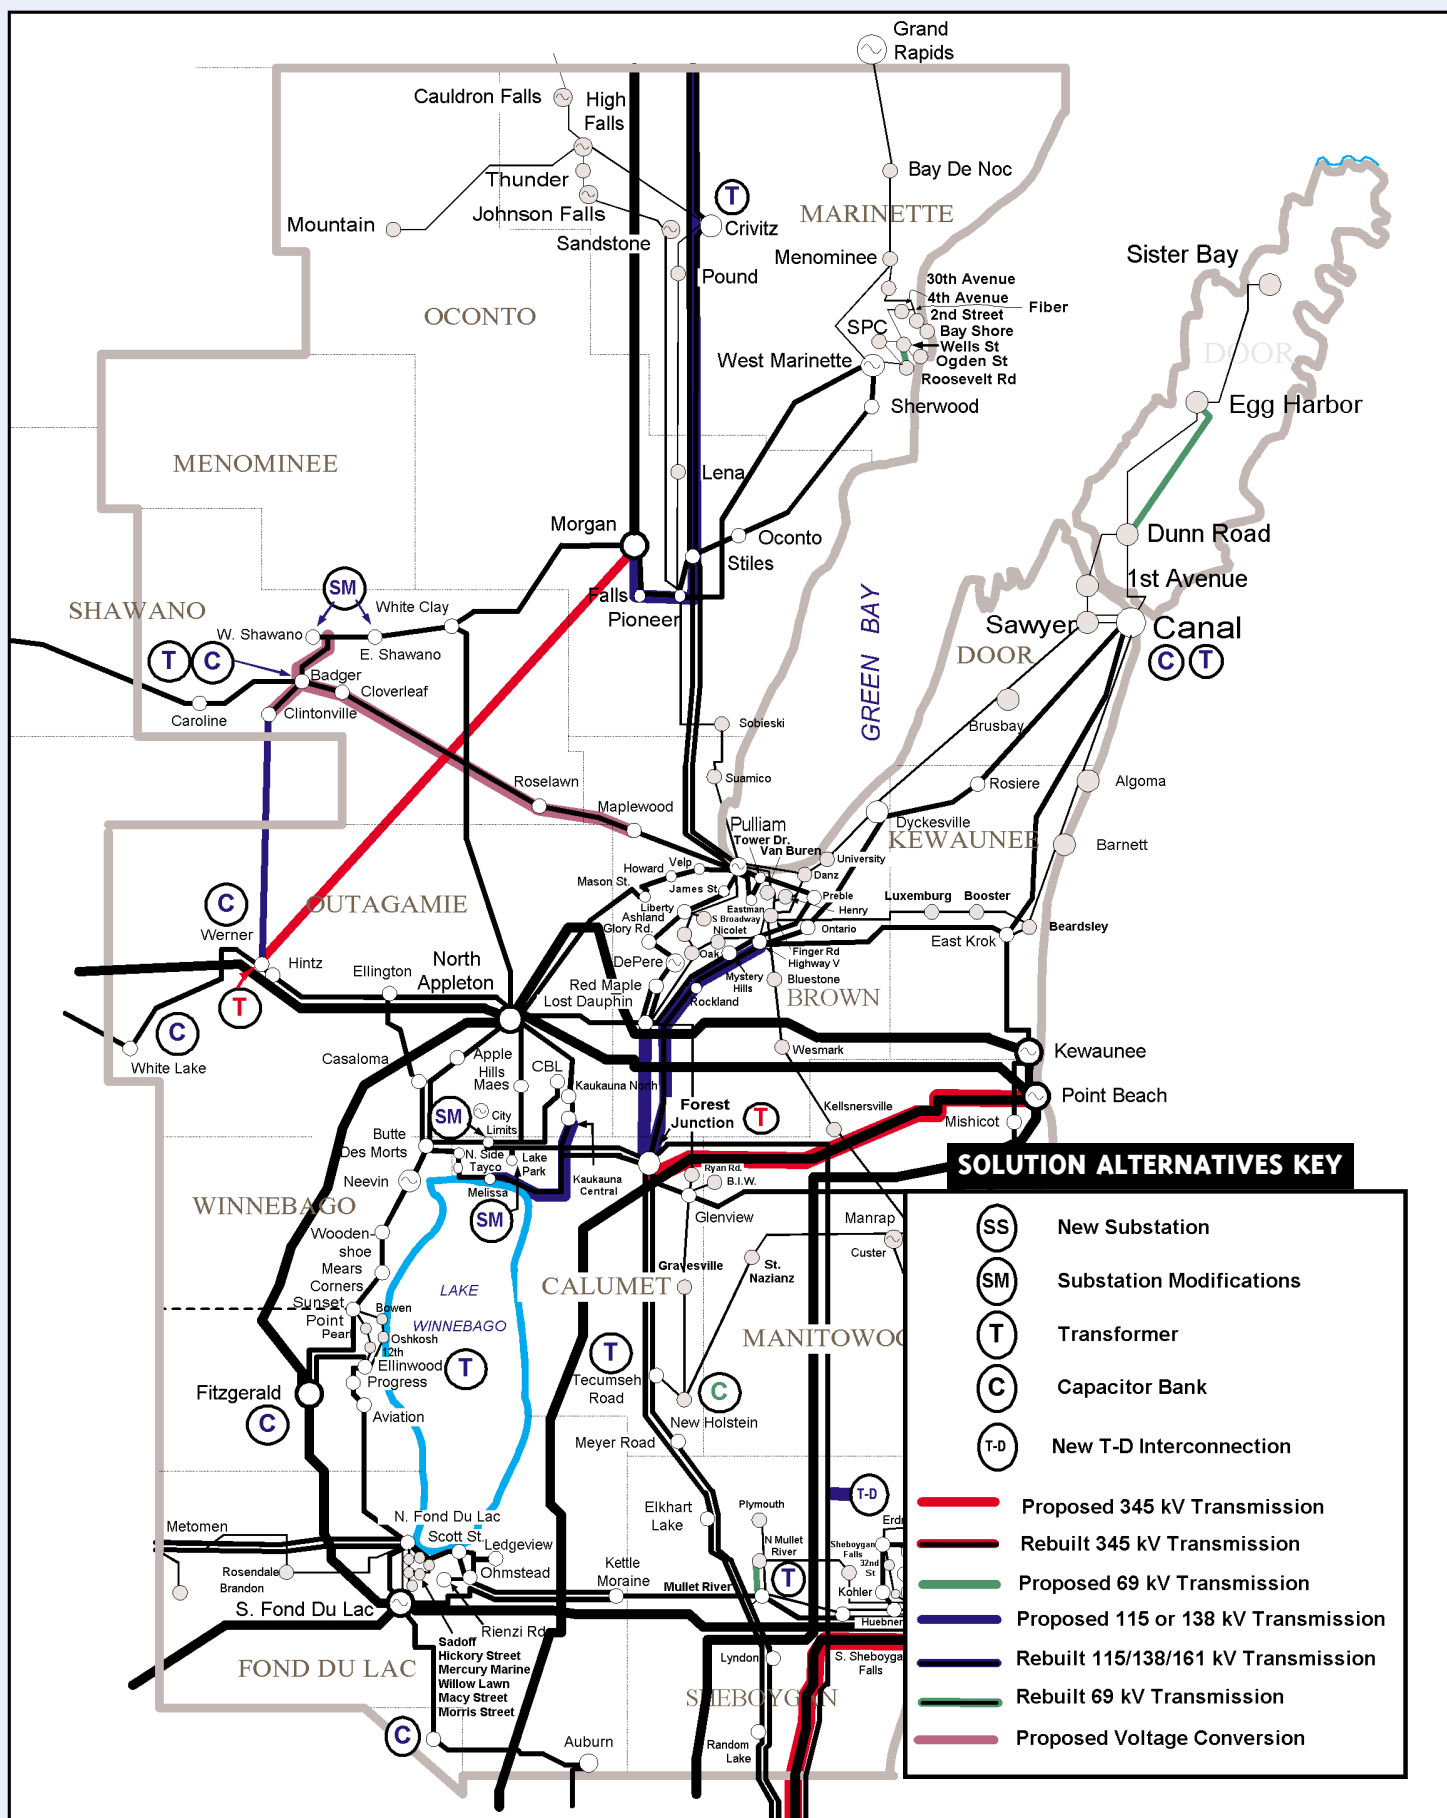 Grand
Rapids
Cauldron Falls
High
Falls
Thunder
Bay De Noc
Johnson Falls
T
MARINETTE
Mountain
Sandstone
Crivitz
Menominee
Sister Bay
Pound
30th Avenue
4th Avenue
Fiber
2nd Street
OCONTO
SPC
Bay Shore
Wells St
DOOR
West Marinette
Ogden St
Roosevelt Rd
Sherwood
Egg Harbor
MENOMINEE
Lena
Morgan
Oconto
Dunn Road
Stiles
SM
1st Avenue
Falls
SHAWANO
White Clay
Pioneer
GREEN BAY
W. Shawano
Sawyer
Canal
E. Shawano
DOOR
T
C
C
T
Badger
Cloverleaf
Caroline
Clintonville
Brusbay
Sobieski
Roselawn
Suamico
Rosiere
Algoma
Maplewood
Pulliam
Dyckesville
Tower Dr.
KEWAUNEE
Barnett
Van Buren
University
Howard
Velp
Danz
Mason St.
James St
Preble
Luxemburg
Booster
C
OUTAGAMIE
Liberty
Eastman
Henry
Ashland
S Broadway
Werner
Glory Rd.
Nicolet
Ontario
Beardsley
East Krok
Hintz
Ellington
North
Appleton
DePere
Oak
Finger Rd
Highway V
Mystery
Hills
Bluestone
Red Maple
BROWN
Lost Dauphin
Rockland
T
C
White Lake
Casaloma
Apple
Hills
CBL
Wesmark
Kewaunee
Maes
Kaukauna North
Point Beach
SM
City
Limits
Forest
Junction
T
Kellsnersville
Mishicot
Butte
Des Morts
N. Side
Tayco
Lake
Park
SOLUTION ALTERNATIVES KEY
Neevin
Melissa
Kaukauna
Central
Ryan Rd.
B.I.W.
WINNEBAGO
SM
Glenview
Manrap
SS New Substation
Wooden-
shoe
Custer
Mears
Corners
Gravesville
St.
Nazianz
SM Substation Modifications
LAKE
WINNEBAGO
CALUMET
Sunset
Point
Bowen
Pearl
Oshkosh
12th
MANITOWOC
T Transformer
Ellinwood
T
T
Tecumseh
Road
C
Fitzgerald
Progress
C Capacitor Bank
C
Aviation
New Holstein
Meyer Road
T-D New T-D Interconnection
T-D
Metomen
N. Fond Du Lac
Elkhart
Lake
Plymouth
Proposed 345 kV Transmission
Scott St
Ledgeview
N Mullet
River
Sheboygan
Falls
Rebuilt 345 kV Transmission
Rosendale
Brandon
Ohmstead
Kettle
Moraine
Mullet River
T
32nd
St
Kohler
Proposed 69 kV Transmission
S. Fond Du Lac
Rienzi Rd
Huebner
Proposed 115 or 138 kV Transmission
FOND DU LAC
Sadoff
Hickory Street
Mercury Marine
Willow Lawn
Macy Street
Morris Street
Lyndon
S. Sheboyga
Falls
Rebuilt 115/138/161 kV Transmission
SHEBOYGAN
Rebuilt 69 kV Transmission
C
Auburn
Random
Lake
Proposed Voltage Conversion